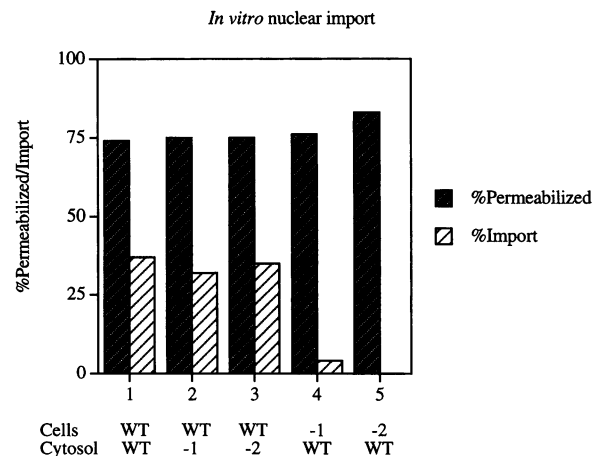 In vitro nuclear import
100
75
50
25
0
%Permeabilized/Import
%Permeabilized
%Import
1 2 3 4 5
Cells WT WT WT -1 -2
Cytosol WT -1 -2 WT WT